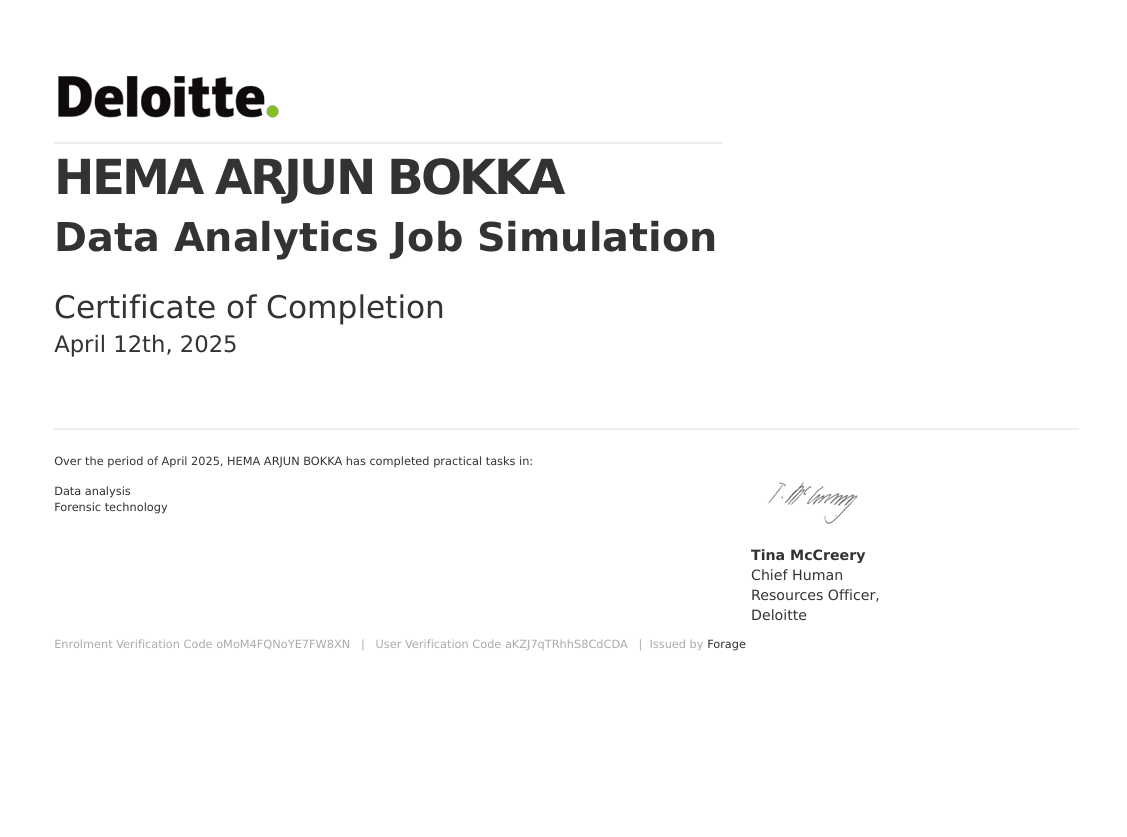 Deloitte.
HEMA ARJUN BOKKA
Data Analytics Job Simulation
Certificate of Completion
April 12th, 2025
Over the period of April 2025, HEMA ARJUN BOKKA has completed practical tasks in:
Data analysis
Forensic technology
T. McCreery
Tina McCreery
Chief Human
Resources Officer,
Deloitte
Enrolment Verification Code oMoM4FQNoYE7FW8XN | User Verification Code aKZJ7qTRhhS8CdCDA | Issued by Forage